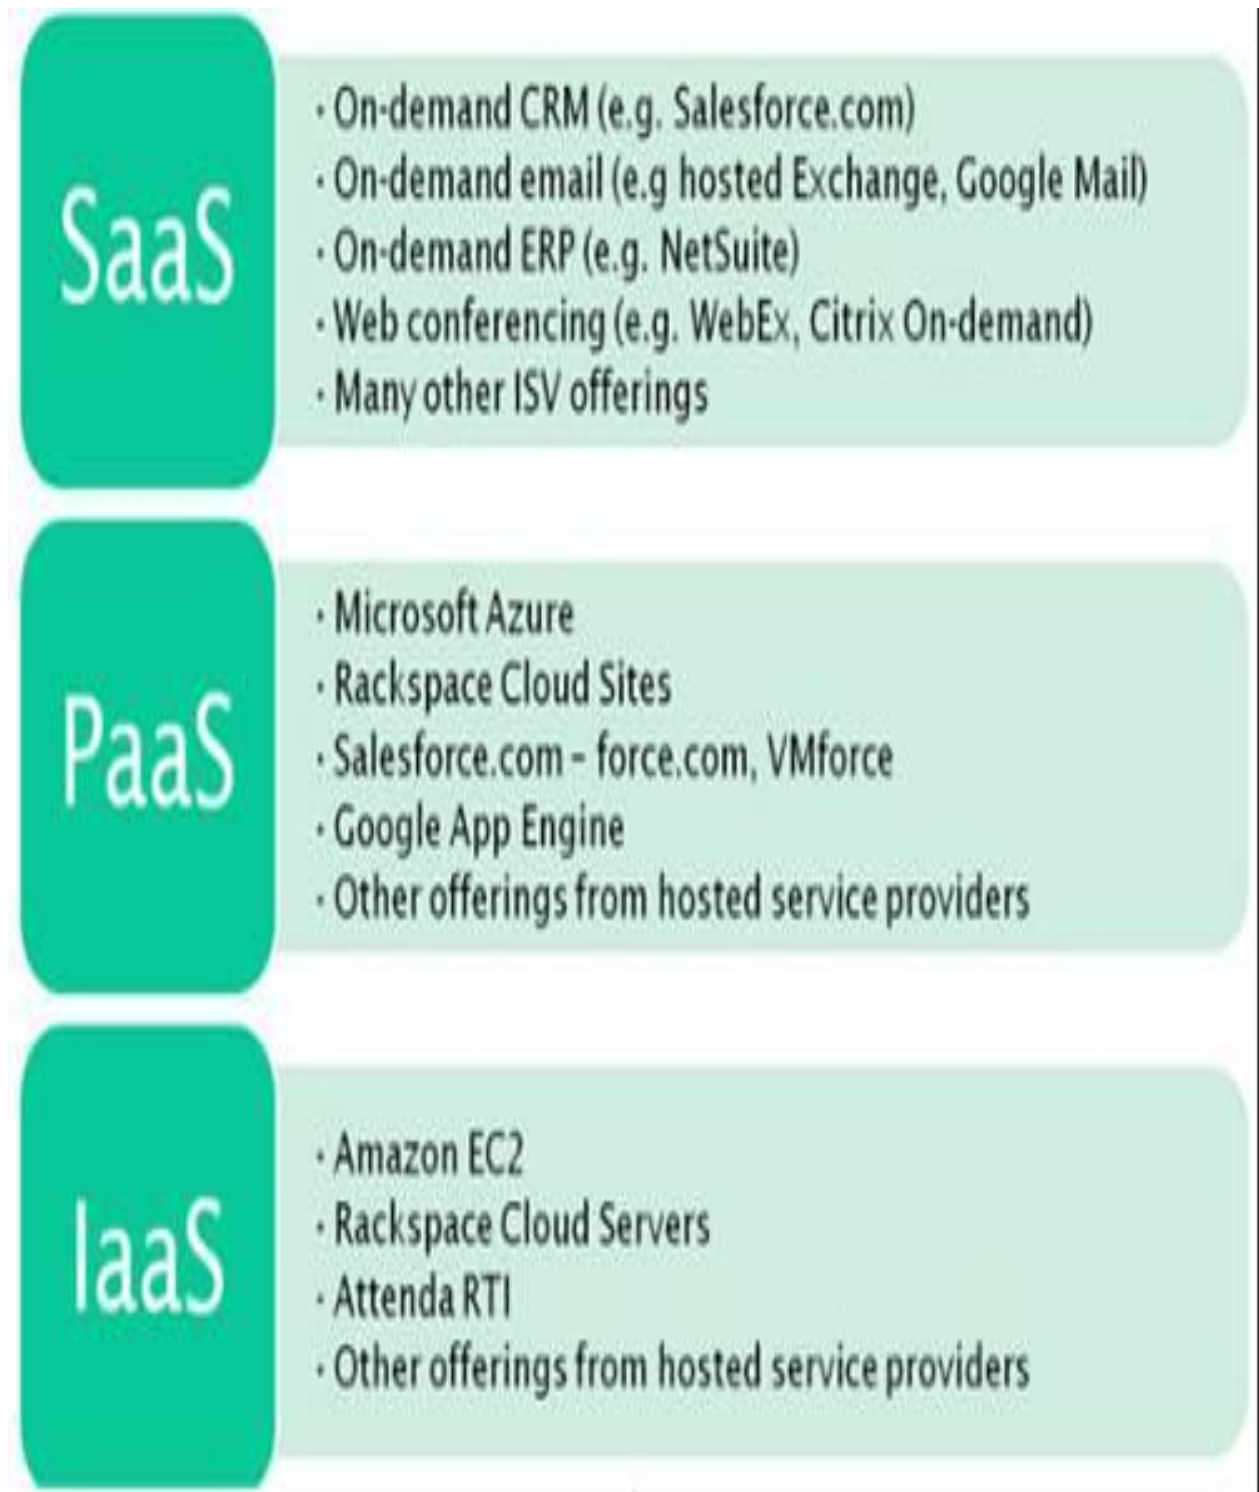 SaaS
· On-demand CRM (e.g. Salesforce.com)
· On-demand email (e.g hosted Exchange, Google Mail)
· On-demand ERP (e.g. NetSuite)
· Web conferencing (e.g. WebEx, Citrix On-demand)
· Many other ISV offerings
PaaS
· Microsoft Azure
· Rackspace Cloud Sites
· Salesforce.com – force.com, VMforce
· Google App Engine
· Other offerings from hosted service providers
IaaS
· Amazon EC2
· Rackspace Cloud Servers
· Attenda RTI
· Other offerings from hosted service providers